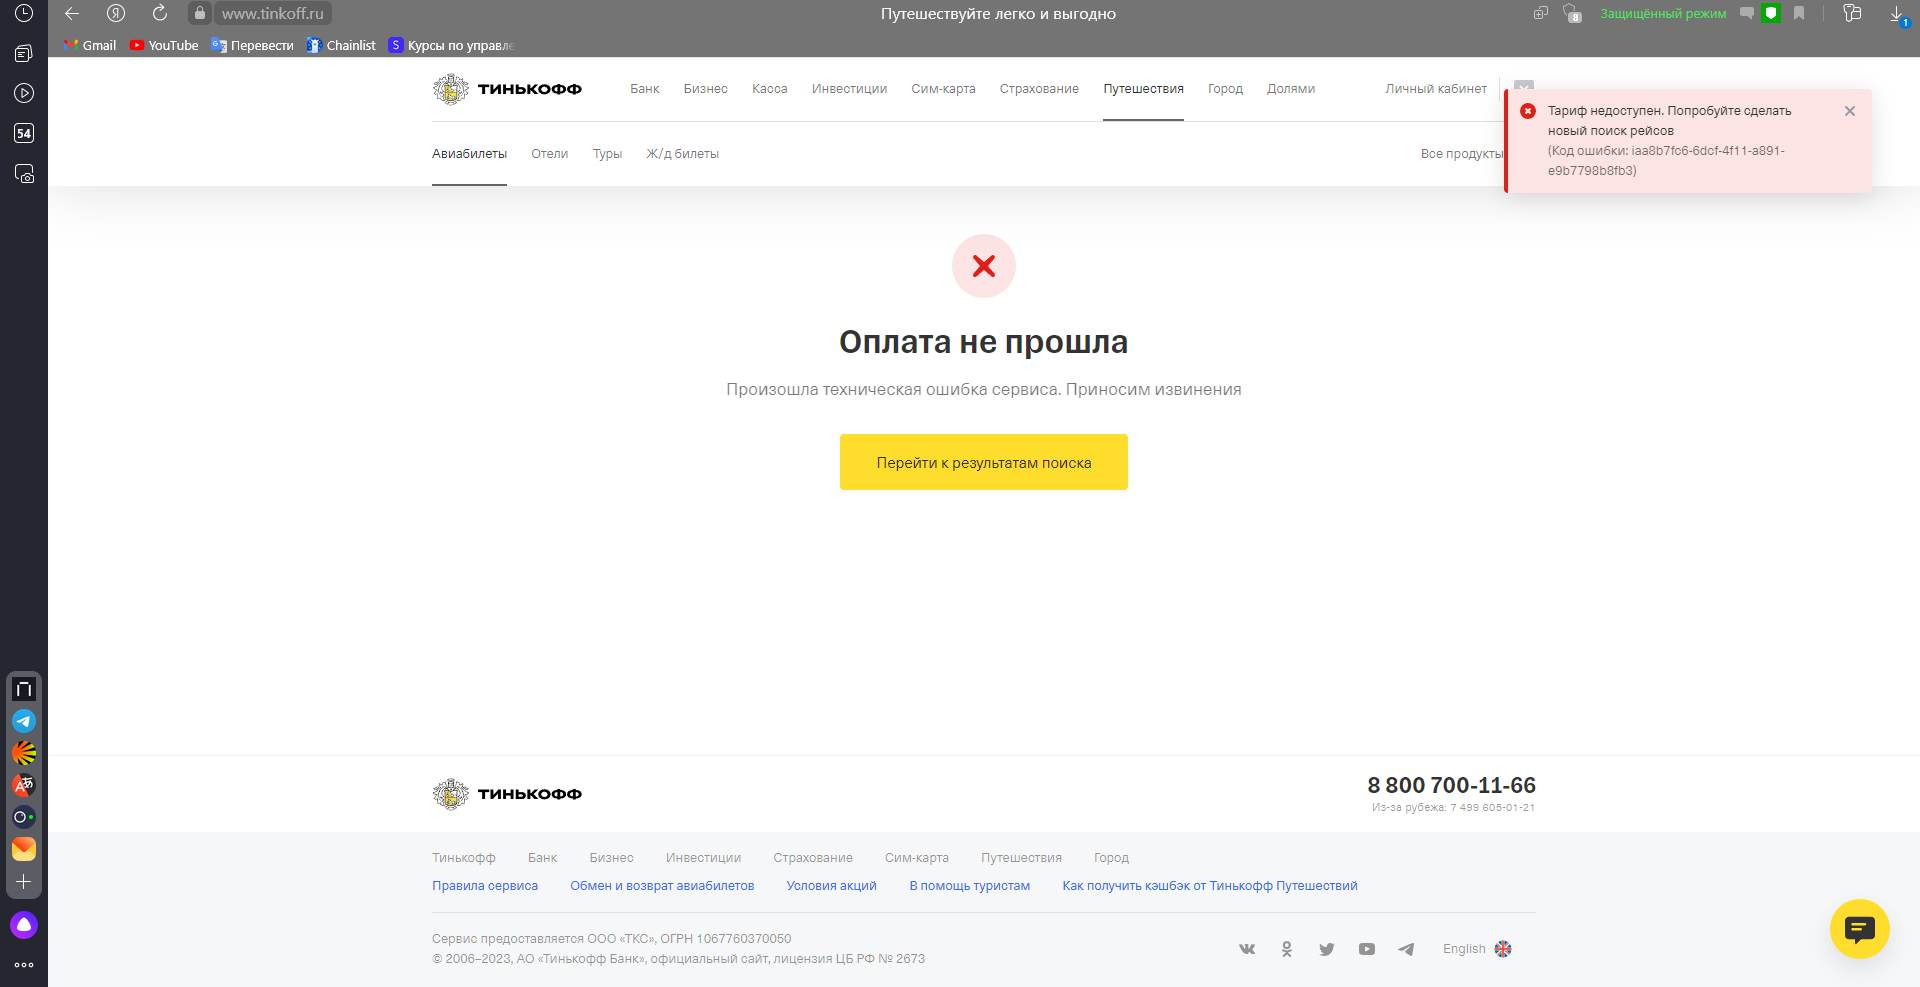 www.tinkoff.ru
Путешествуйте легко и выгодно
8
Защищённый режим
1
Gmail
YouTube
Перевести
Chainlist
S
Курсы по управле
54
ТИНЬКОФФ
Банк
Бизнес
Касса
Инвестиции
Сим-карта
Страхование
Путешествия
Город
Долями
Личный кабинет
Авиабилеты
Отели
Туры
Ж/д билеты
Все продукты
Тариф недоступен. Попробуйте сделать
новый поиск рейсов
(Код ошибки: iaa8b7fc6-6dcf-4f11-a891-
e9b7798b8fb3)
Оплата не прошла
Произошла техническая ошибка сервиса. Приносим извинения
Перейти к результатам поиска
ТИНЬКОФФ
8 800 700-11-66
Из-за рубежа: 7 499 605-01-21
Тинькофф
Банк
Бизнес
Инвестиции
Страхование
Сим-карта
Путешествия
Город
Правила сервиса
Обмен и возврат авиабилетов
Условия акций
В помощь туристам
Как получить кэшбэк от Тинькофф Путешествий
Сервис предоставляется ООО «ТКС», ОГРН 1067760370050
© 2006–2023, АО «Тинькофф Банк», официальный сайт, лицензия ЦБ РФ № 2673
English